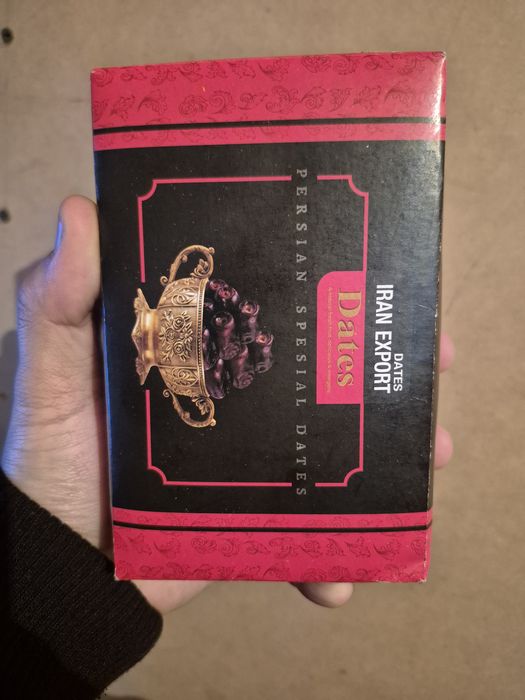 DATES
IRAN EXPORT
Dates
PERSIAN SPESIAL DATES